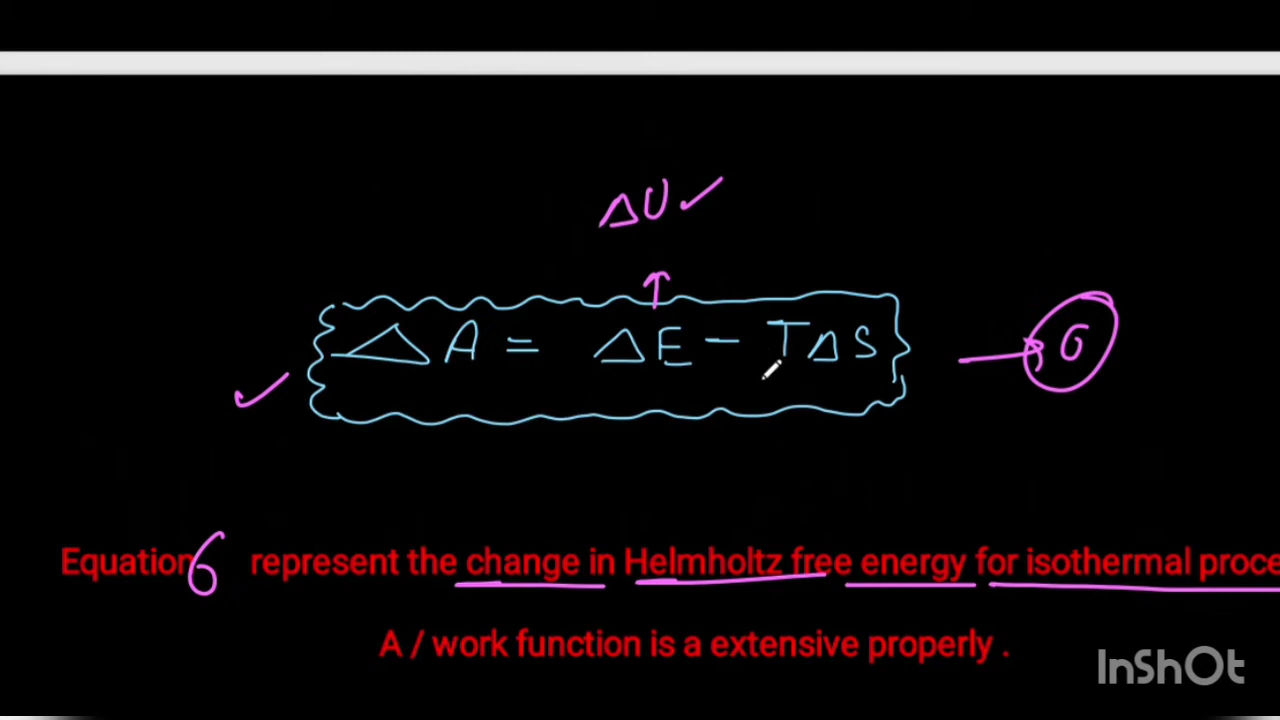 ΔU ✓
ΔA = ΔE - TΔS → 6
Equation 6 represent the change in Helmholtz free energy for isothermal proce
A / work function is a extensive properly .
InShOt